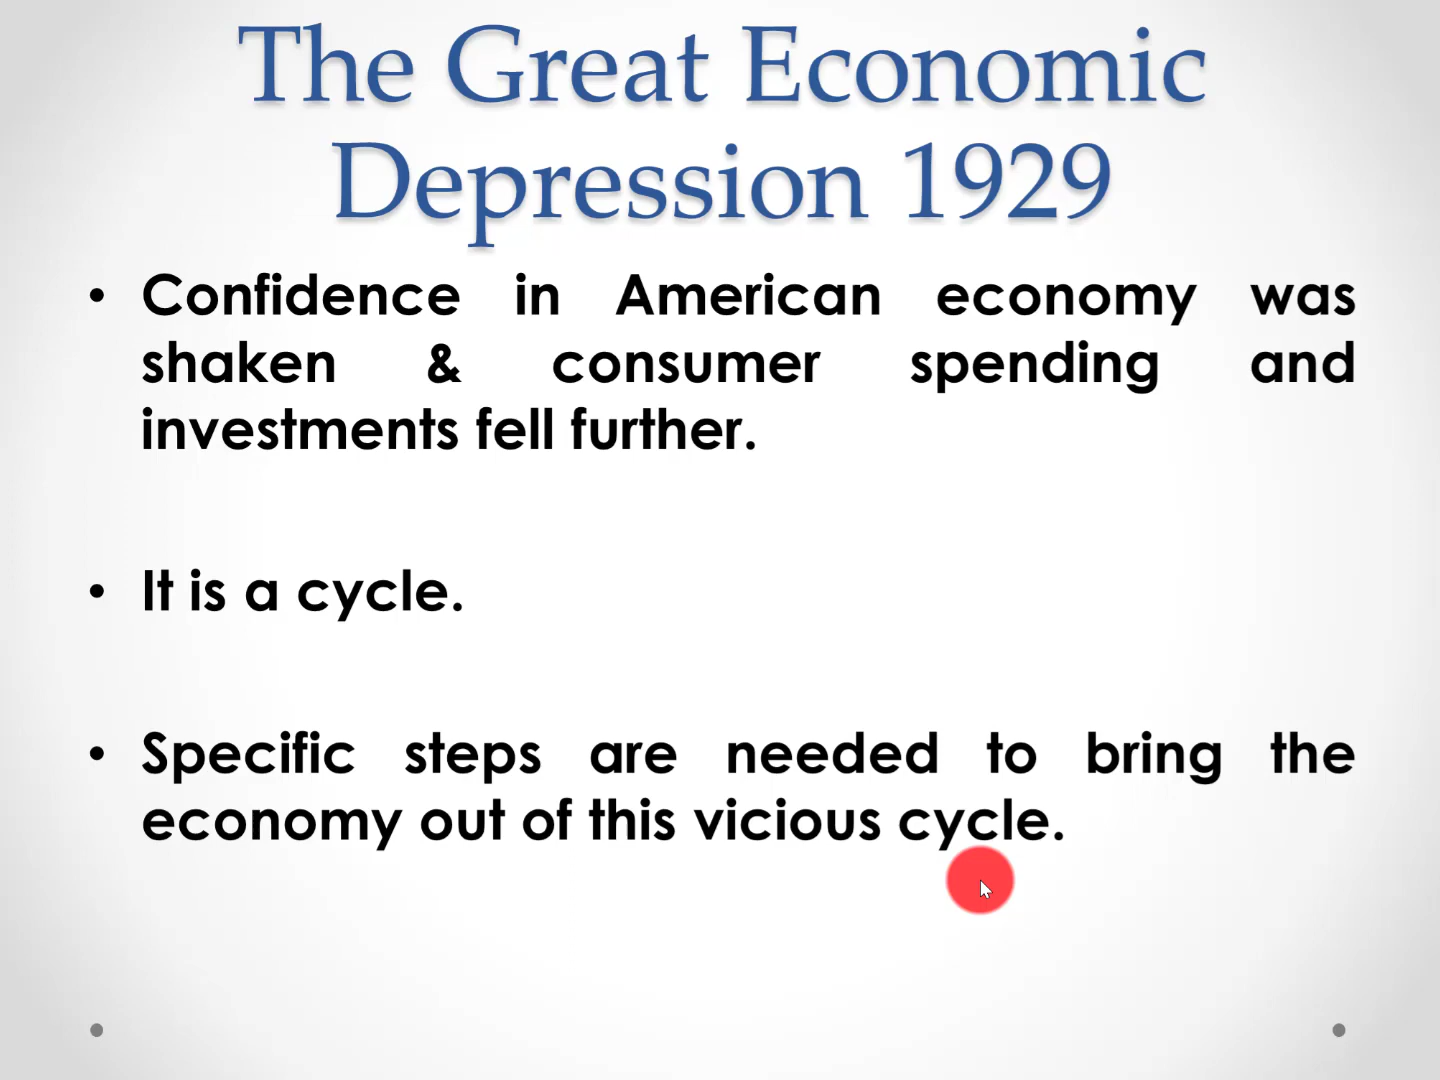 The Great Economic
Depression 1929
• Confidence in American economy was
shaken & consumer spending and
investments fell further.
• It is a cycle.
• Specific steps are needed to bring the
economy out of this vicious cycle.